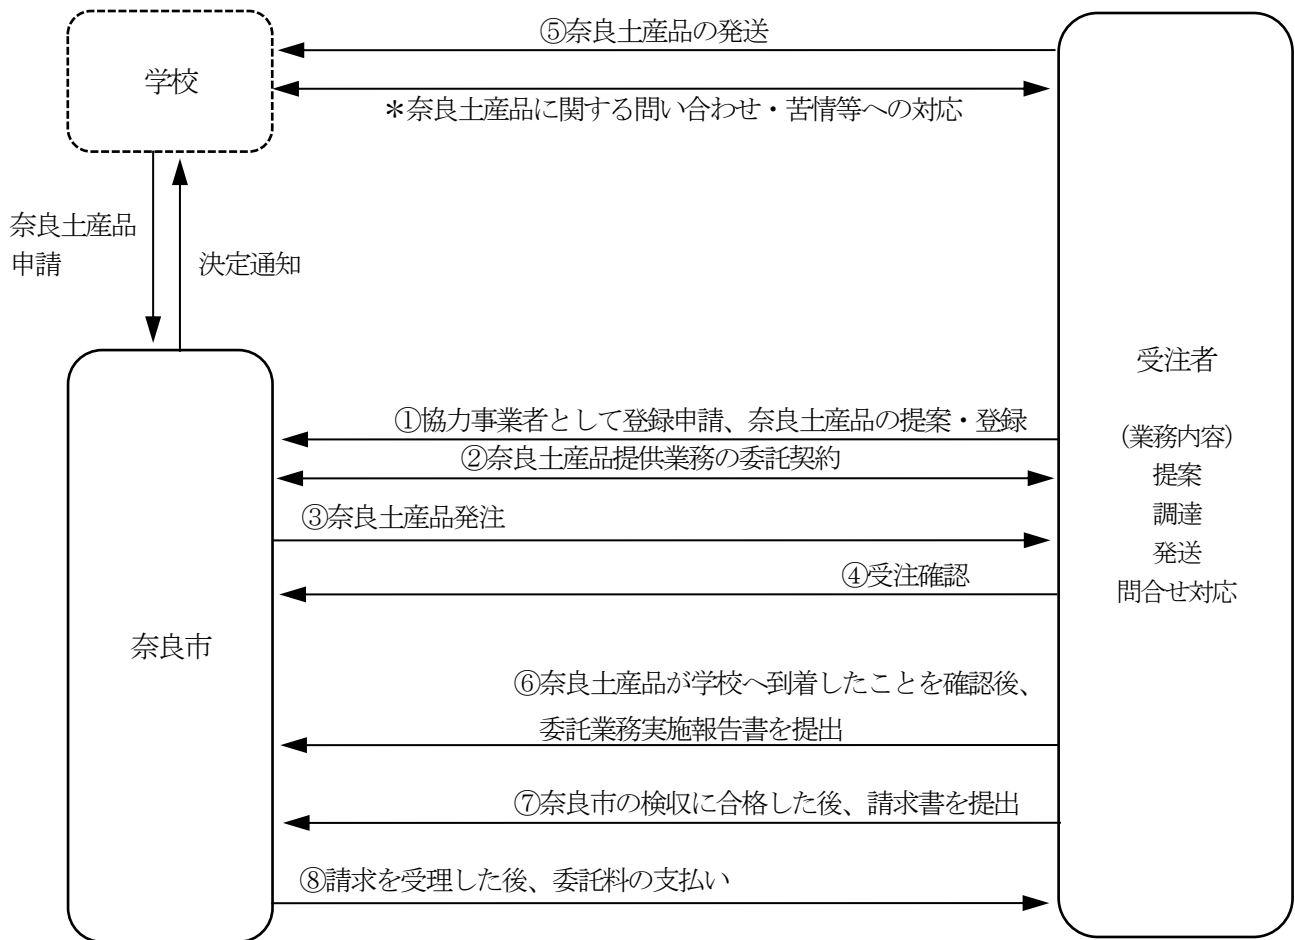 ⑤奈良土産品の発送
学校
＊奈良土産品に関する問い合わせ・苦情等への対応
奈良土産品
申請
決定通知
受注者
①協力事業者として登録申請、奈良土産品の提案・登録
（業務内容）
②奈良土産品提供業務の委託契約
提案
③奈良土産品発注
調達
発送
④受注確認
問合せ対応
奈良市
⑥奈良土産品が学校へ到着したことを確認後、
委託業務実施報告書を提出
⑦奈良市の検収に合格した後、請求書を提出
⑧請求を受理した後、委託料の支払い